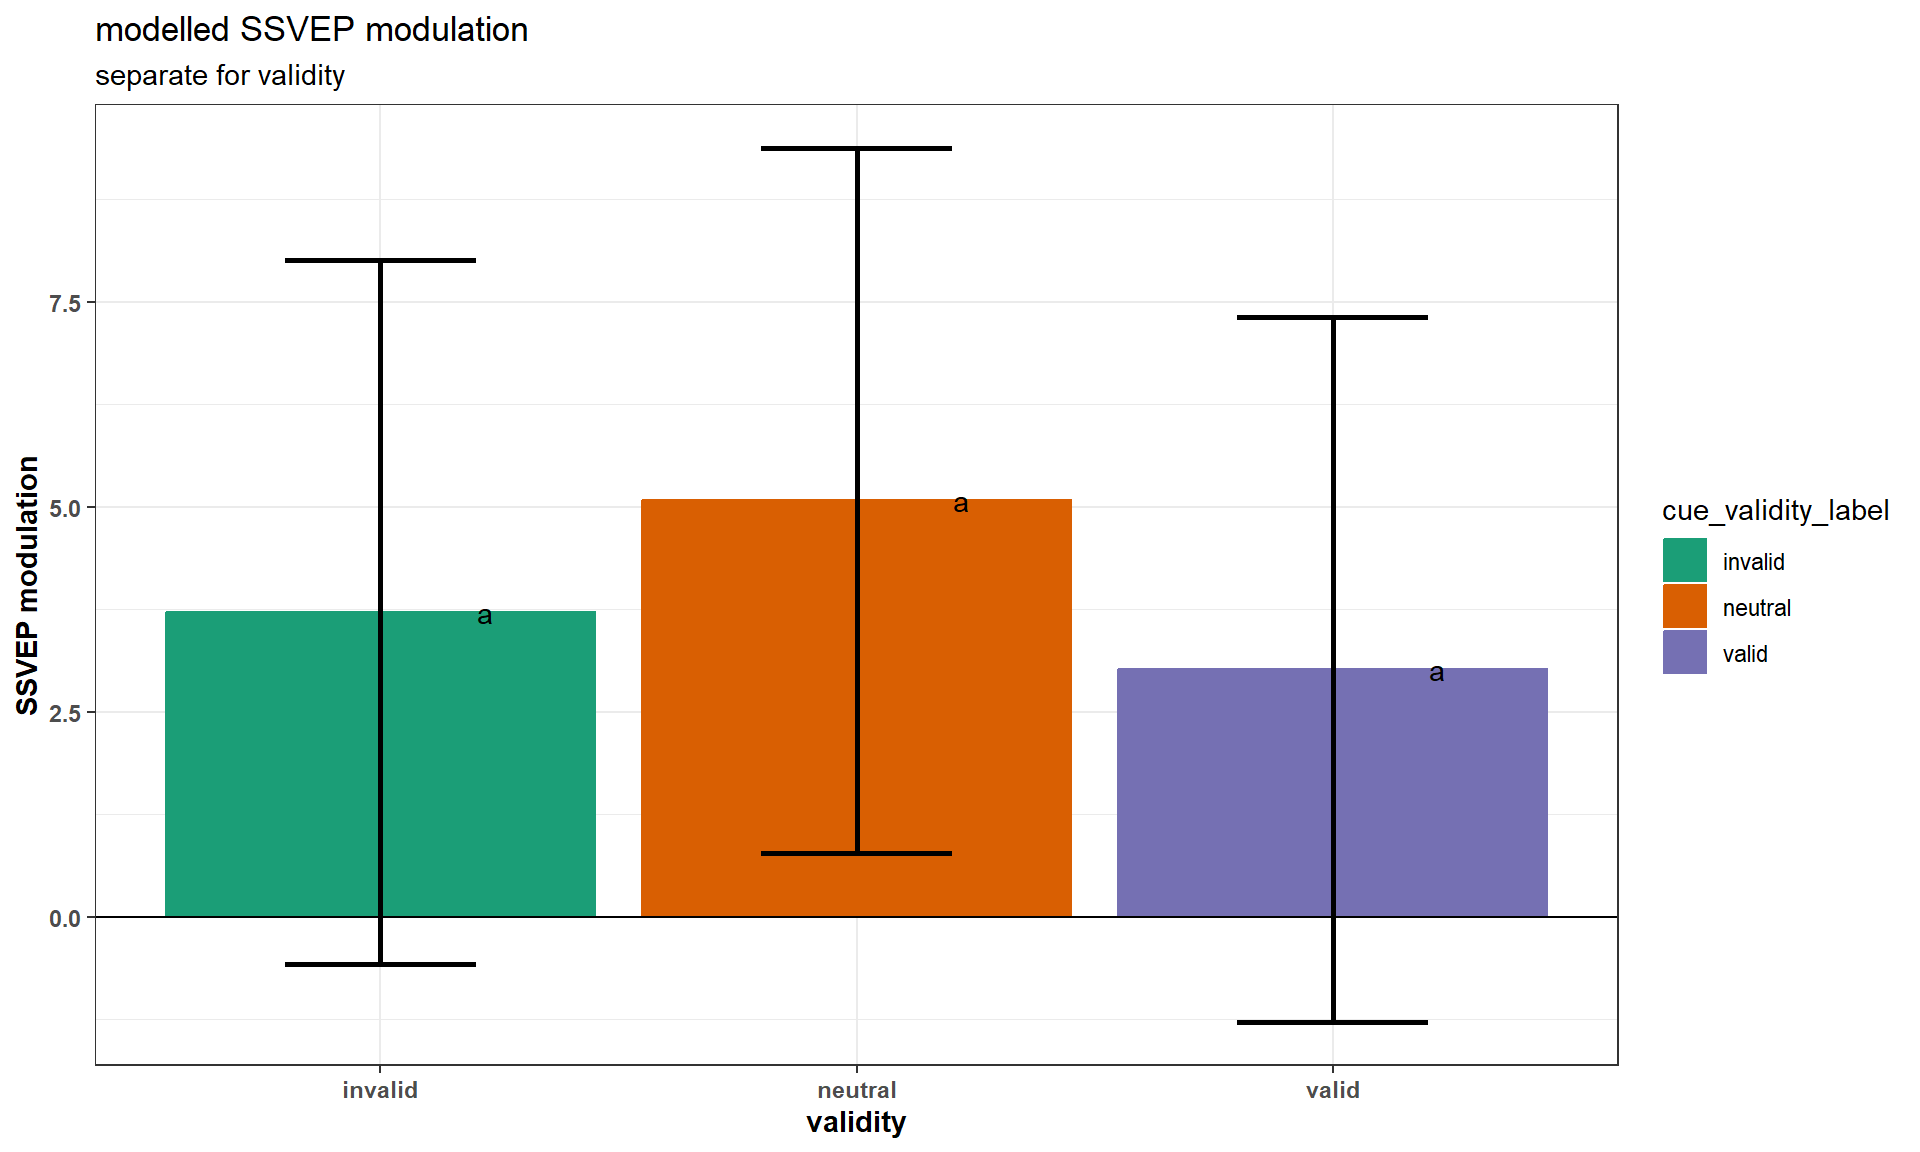 modelled SSVEP modulation
separate for validity
SSVEP modulation
7.5
5.0
2.5
0.0
a
a
a
invalid
neutral
valid
validity
cue_validity_label
invalid
neutral
valid